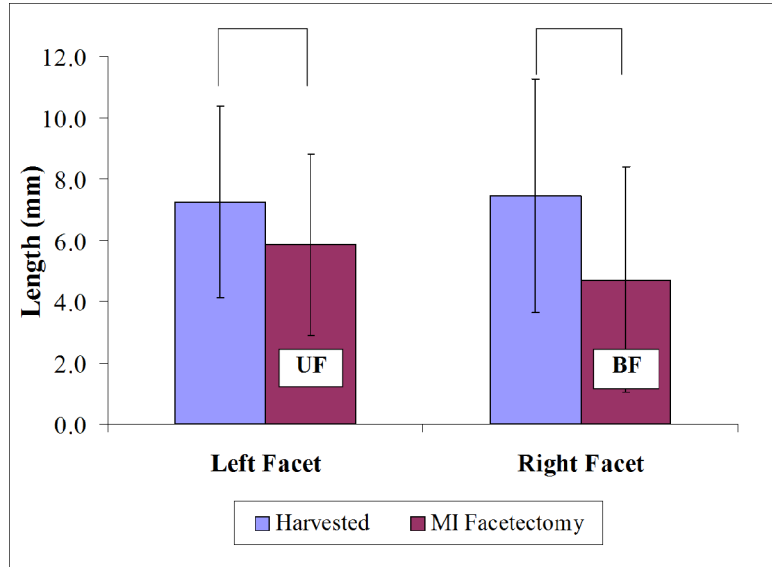 12.0
10.0
8.0
6.0
4.0
2.0
0.0
Length (mm)
UF
BF
Left Facet
Right Facet
Harvested
MI Facetectomy